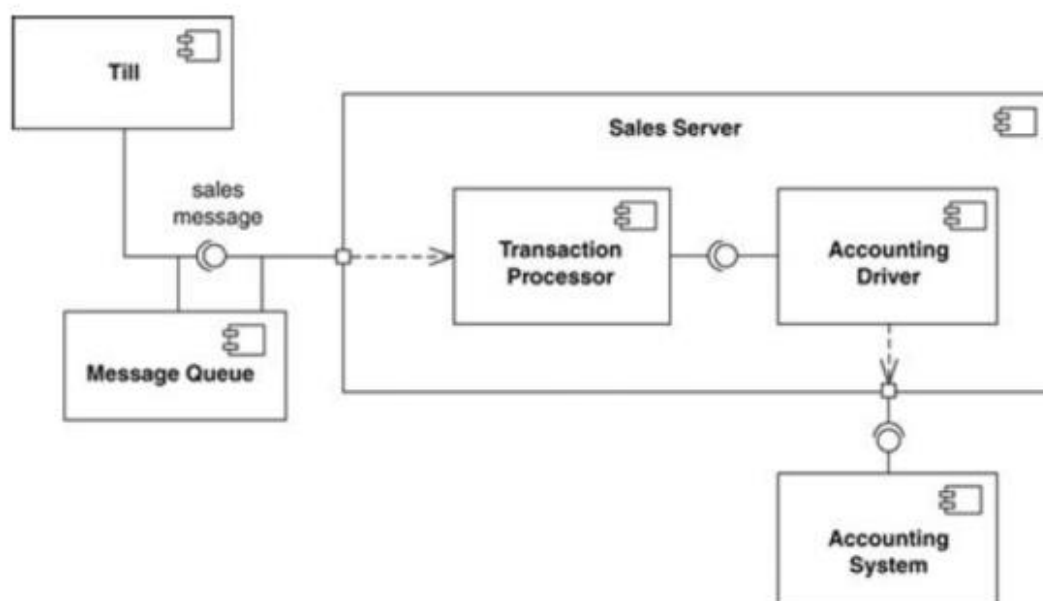 Till
Sales Server
sales
message
Transaction
Processor
Accounting
Driver
Message Queue
Accounting
System